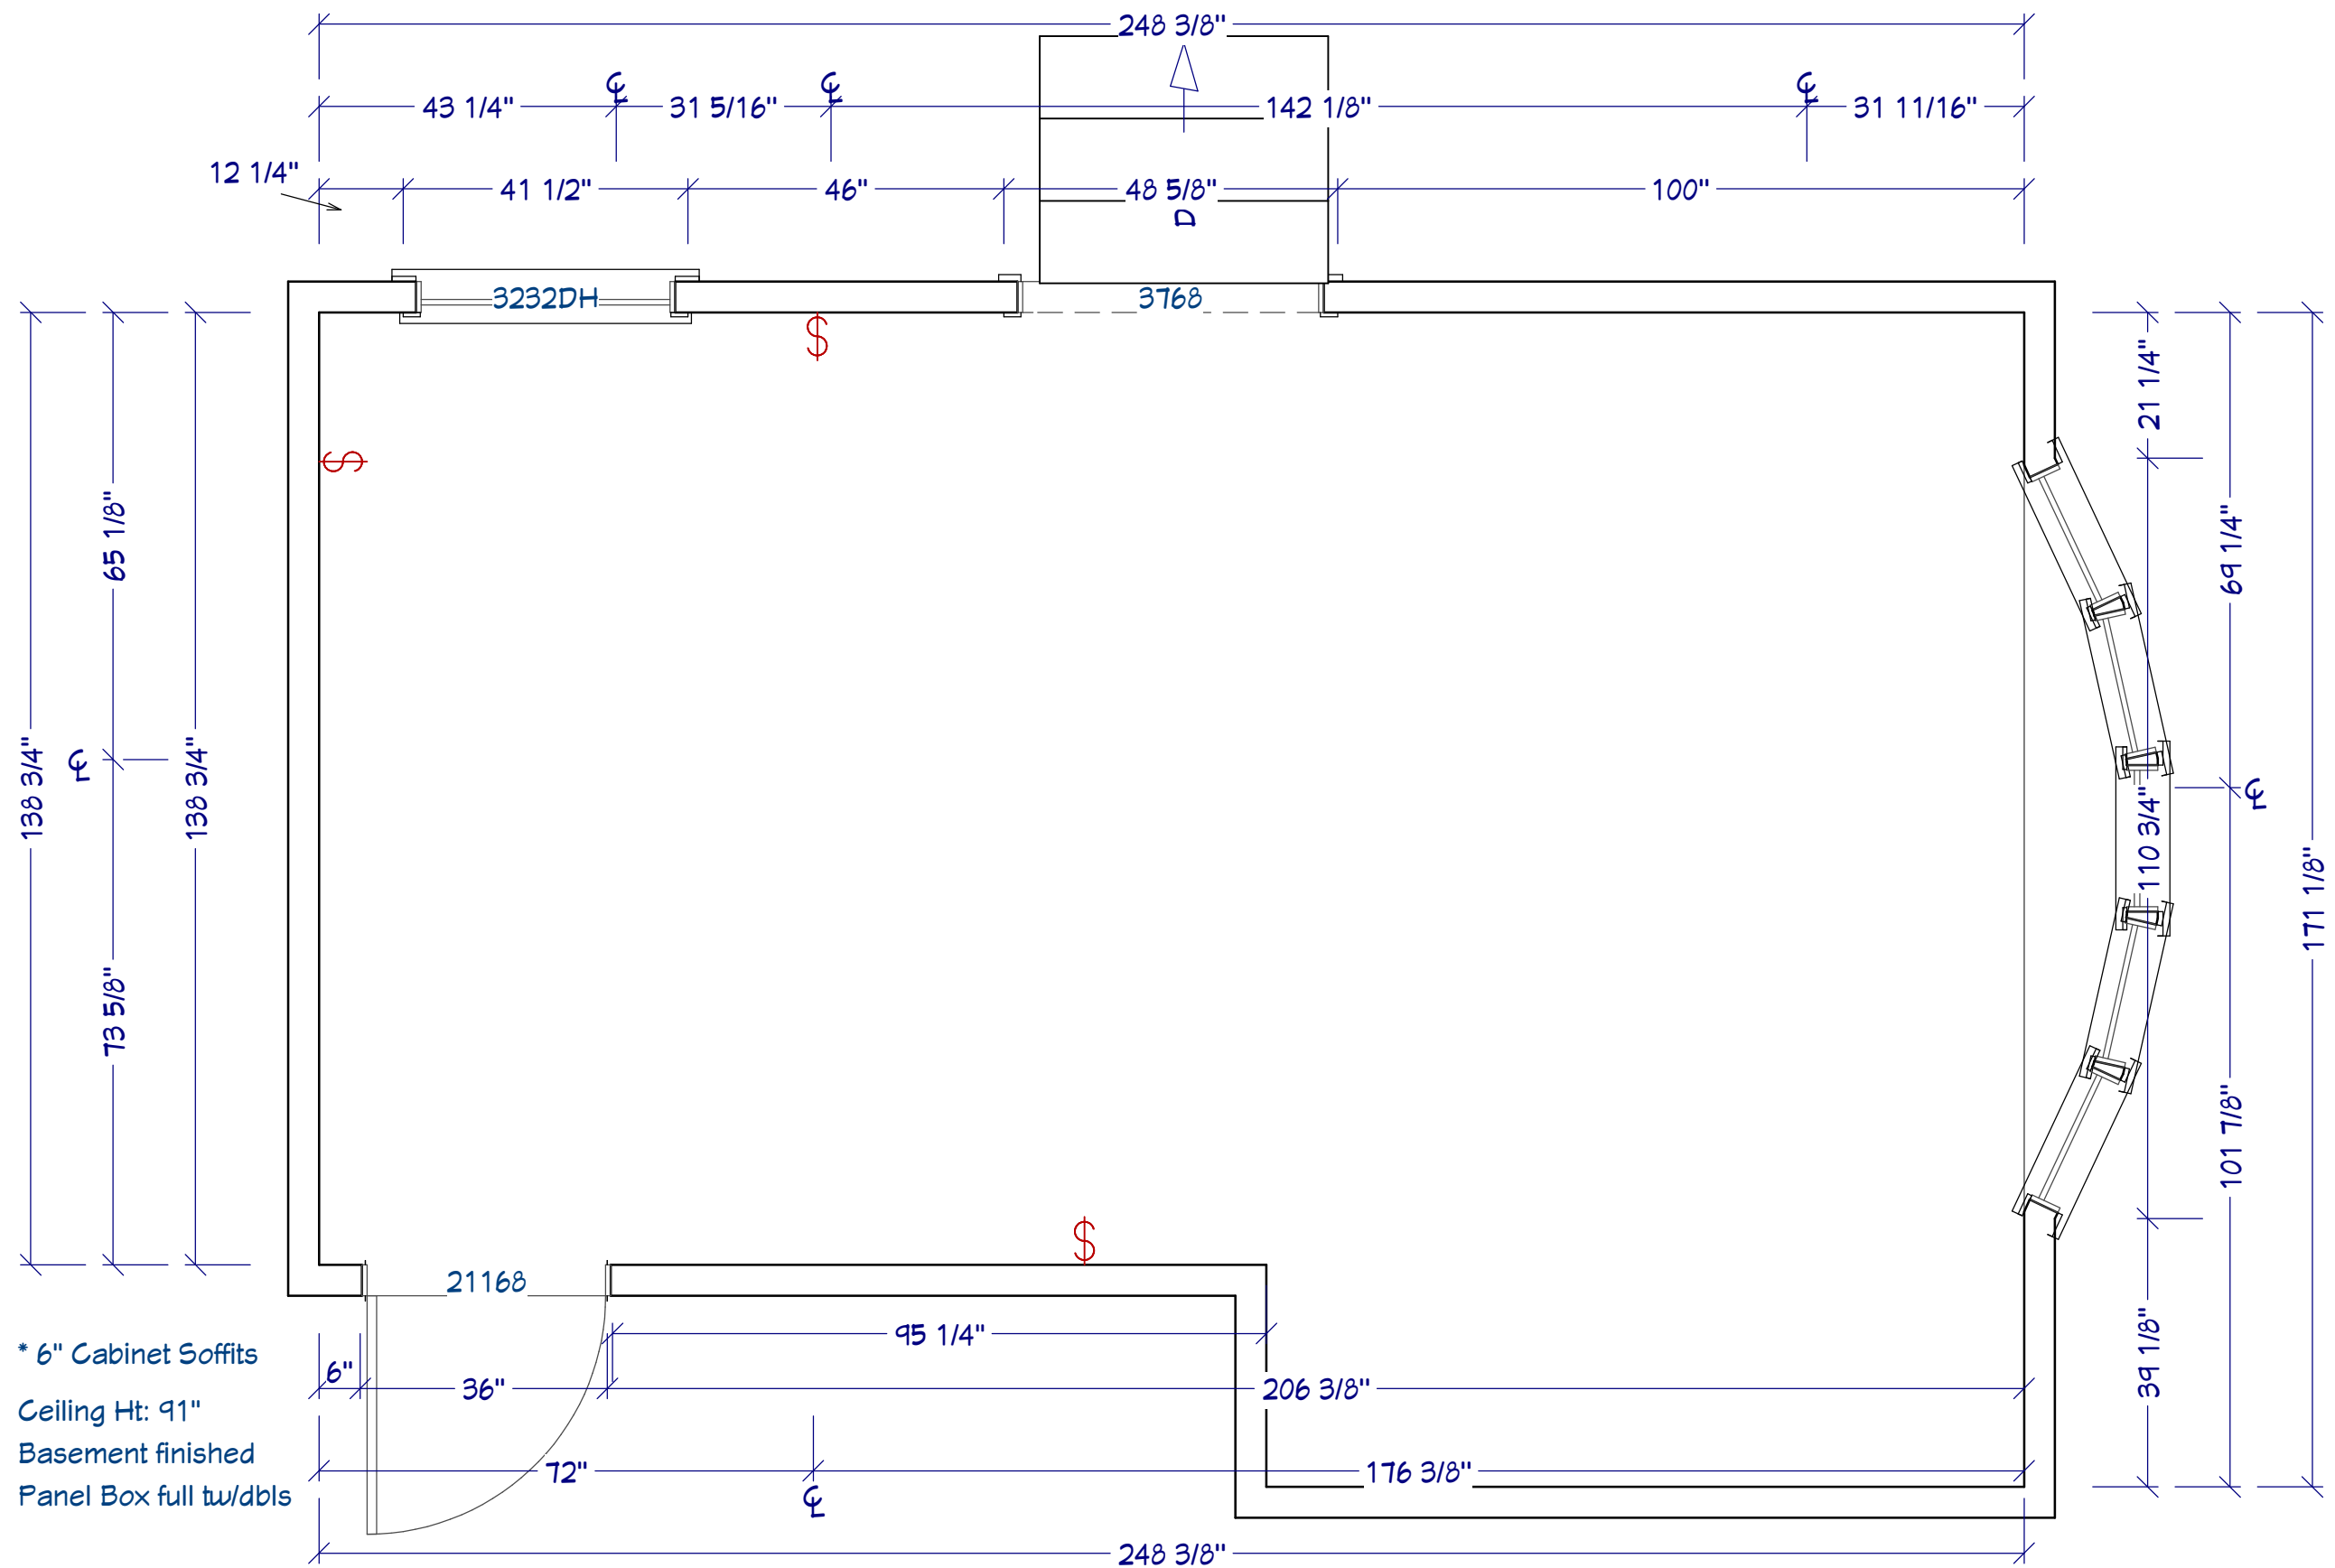 248 3/8"
43 1/4" ℄ 31 5/16" ℄ 142 1/8" ℄ 31 11/16"
12 1/4" 41 1/2" 46" 48 5/8" 100"
D
3232DH 3768
$
$
21 1/4"
65 1/8"
69 1/4"
138 3/4"
℄
138 3/4"
110 3/4"
℄
171 1/8"
73 5/8"
101 7/8"
$
21168
95 1/4"
39 1/8"
6" 36" 206 3/8"
72" ℄ 176 3/8"
248 3/8"
* 6" Cabinet Soffits
Ceiling Ht: 91"
Basement finished
Panel Box full tw/dbls